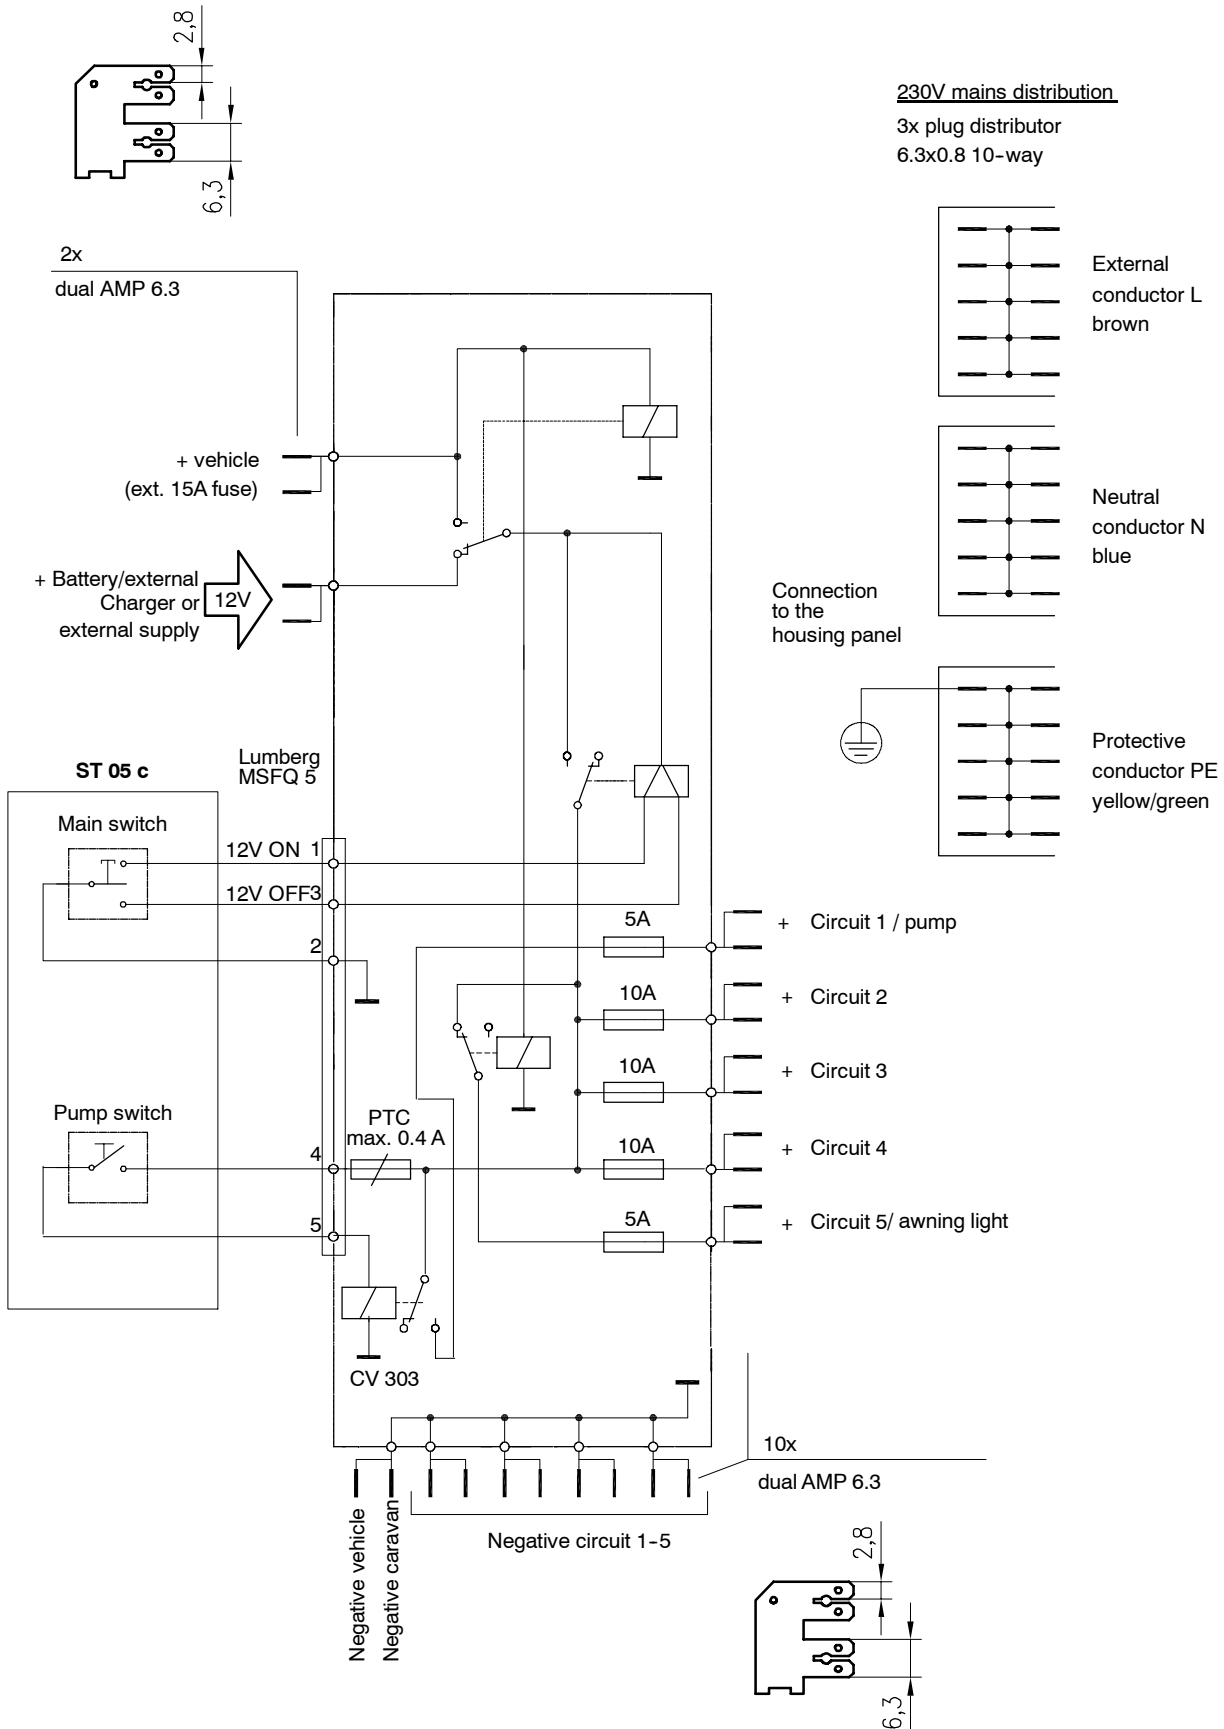 2,8
6,3
230V mains distribution
3x plug distributor
6.3x0.8 10-way
2x
dual AMP 6.3
External
conductor L
brown
+ vehicle
(ext. 15A fuse)
Neutral
conductor N
blue
+ Battery/external
Charger or
external supply
12V
Connection
to the
housing panel
Protective
conductor PE
yellow/green
Lumberg
MSFQ 5
ST 05 c
Main switch
12V ON 1
12V OFF 3
2
5A
+ Circuit 1 / pump
10A
+ Circuit 2
10A
+ Circuit 3
Pump switch
PTC
max. 0.4 A
4
10A
+ Circuit 4
5
5A
+ Circuit 5/ awning light
CV 303
10x
dual AMP 6.3
Negative vehicle
Negative caravan
Negative circuit 1-5
2,8
6,3